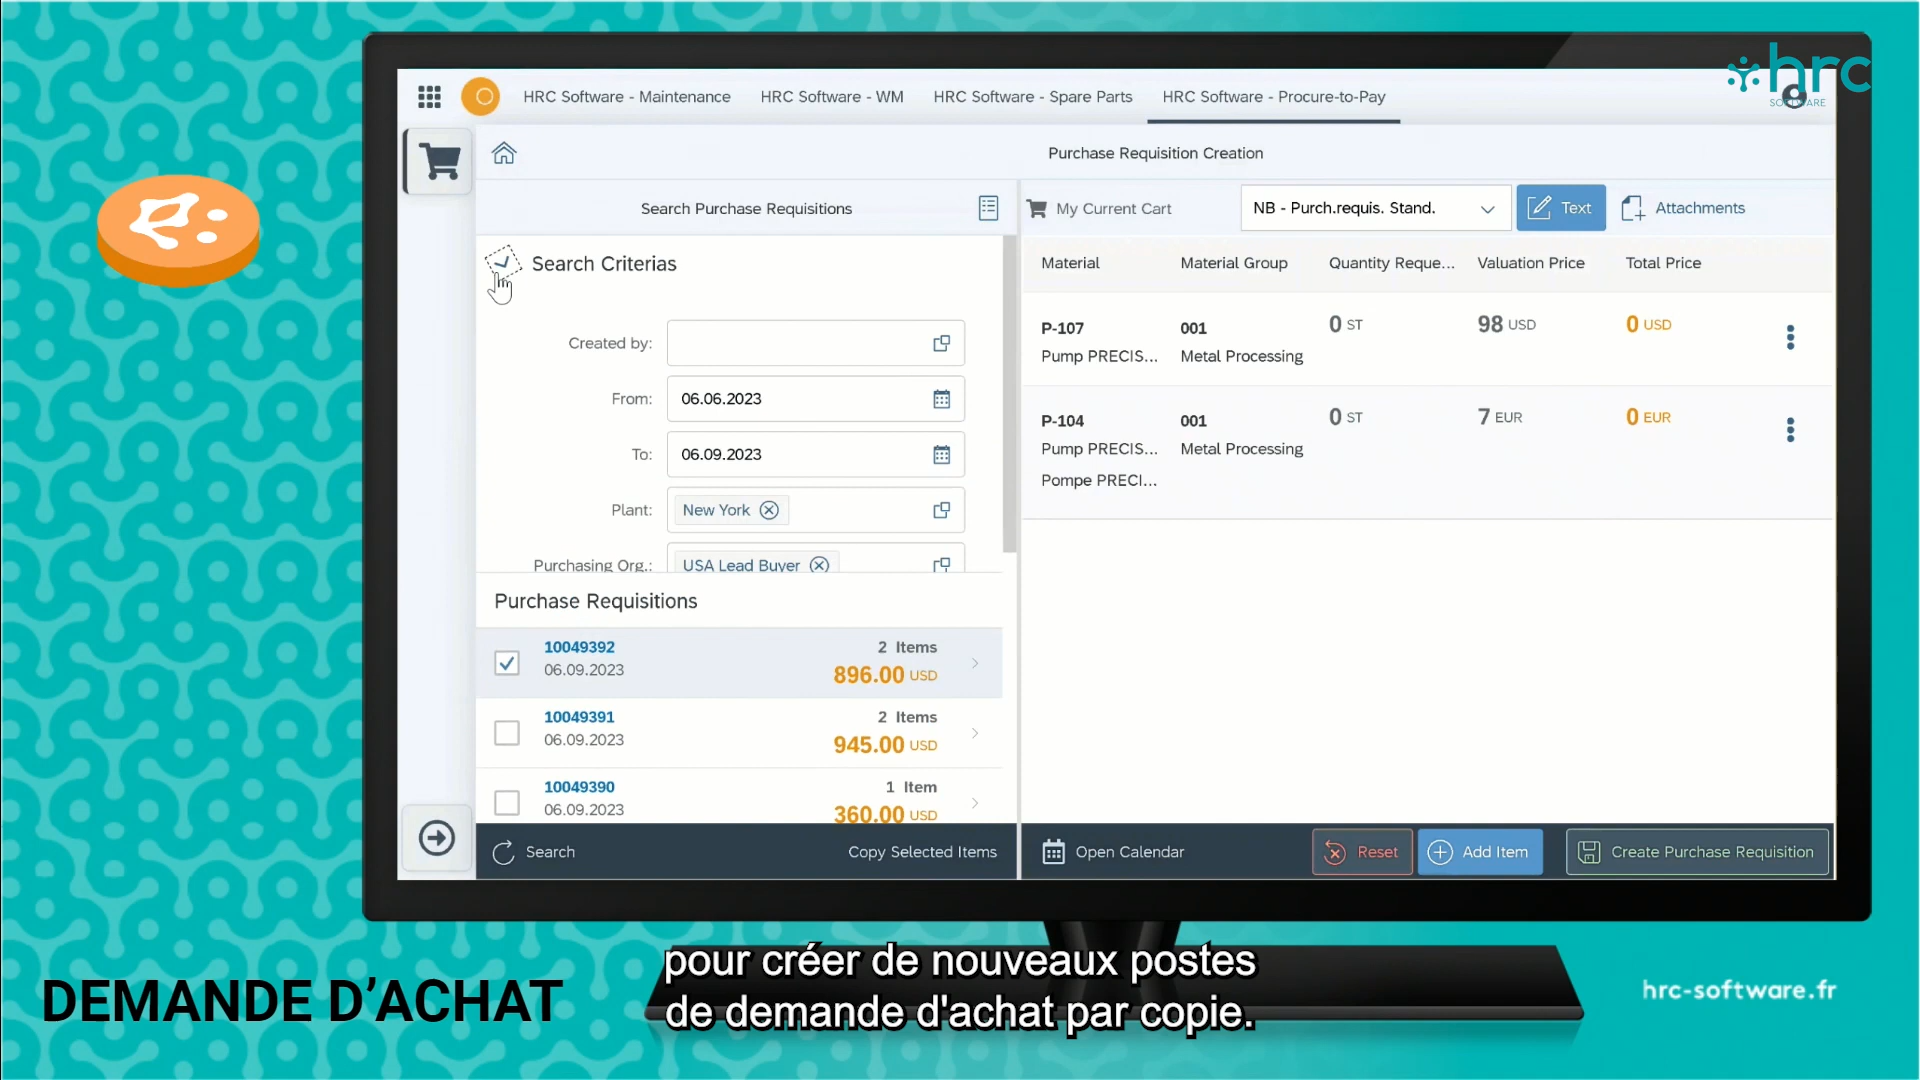 hrc
SOFTWARE
HRC Software - Maintenance
HRC Software - WM
HRC Software - Spare Parts
HRC Software - Procure-to-Pay
Purchase Requisition Creation
Search Purchase Requisitions
My Current Cart
NB - Purch.requis. Stand.
Text
Attachments
Search Criterias
Created by:
From: 06.06.2023
To: 06.09.2023
Plant: New York
Purchasing Org.: USA Lead Buyer
Purchase Requisitions
10049392 2 Items
06.09.2023 896.00 USD
10049391 2 Items
06.09.2023 945.00 USD
10049390 1 Item
06.09.2023 360.00 USD
Search
Copy Selected Items
Material Material Group Quantity Reque... Valuation Price Total Price
P-107 001 0 ST 98 USD 0 USD
Pump PRECIS... Metal Processing
P-104 001 0 ST 7 EUR 0 EUR
Pump PRECIS... Metal Processing
Pompe PRECI...
Open Calendar
Reset
Add Item
Create Purchase Requisition
DEMANDE D’ACHAT
pour créer de nouveaux postes
de demande d'achat par copie.
hrc-software.fr